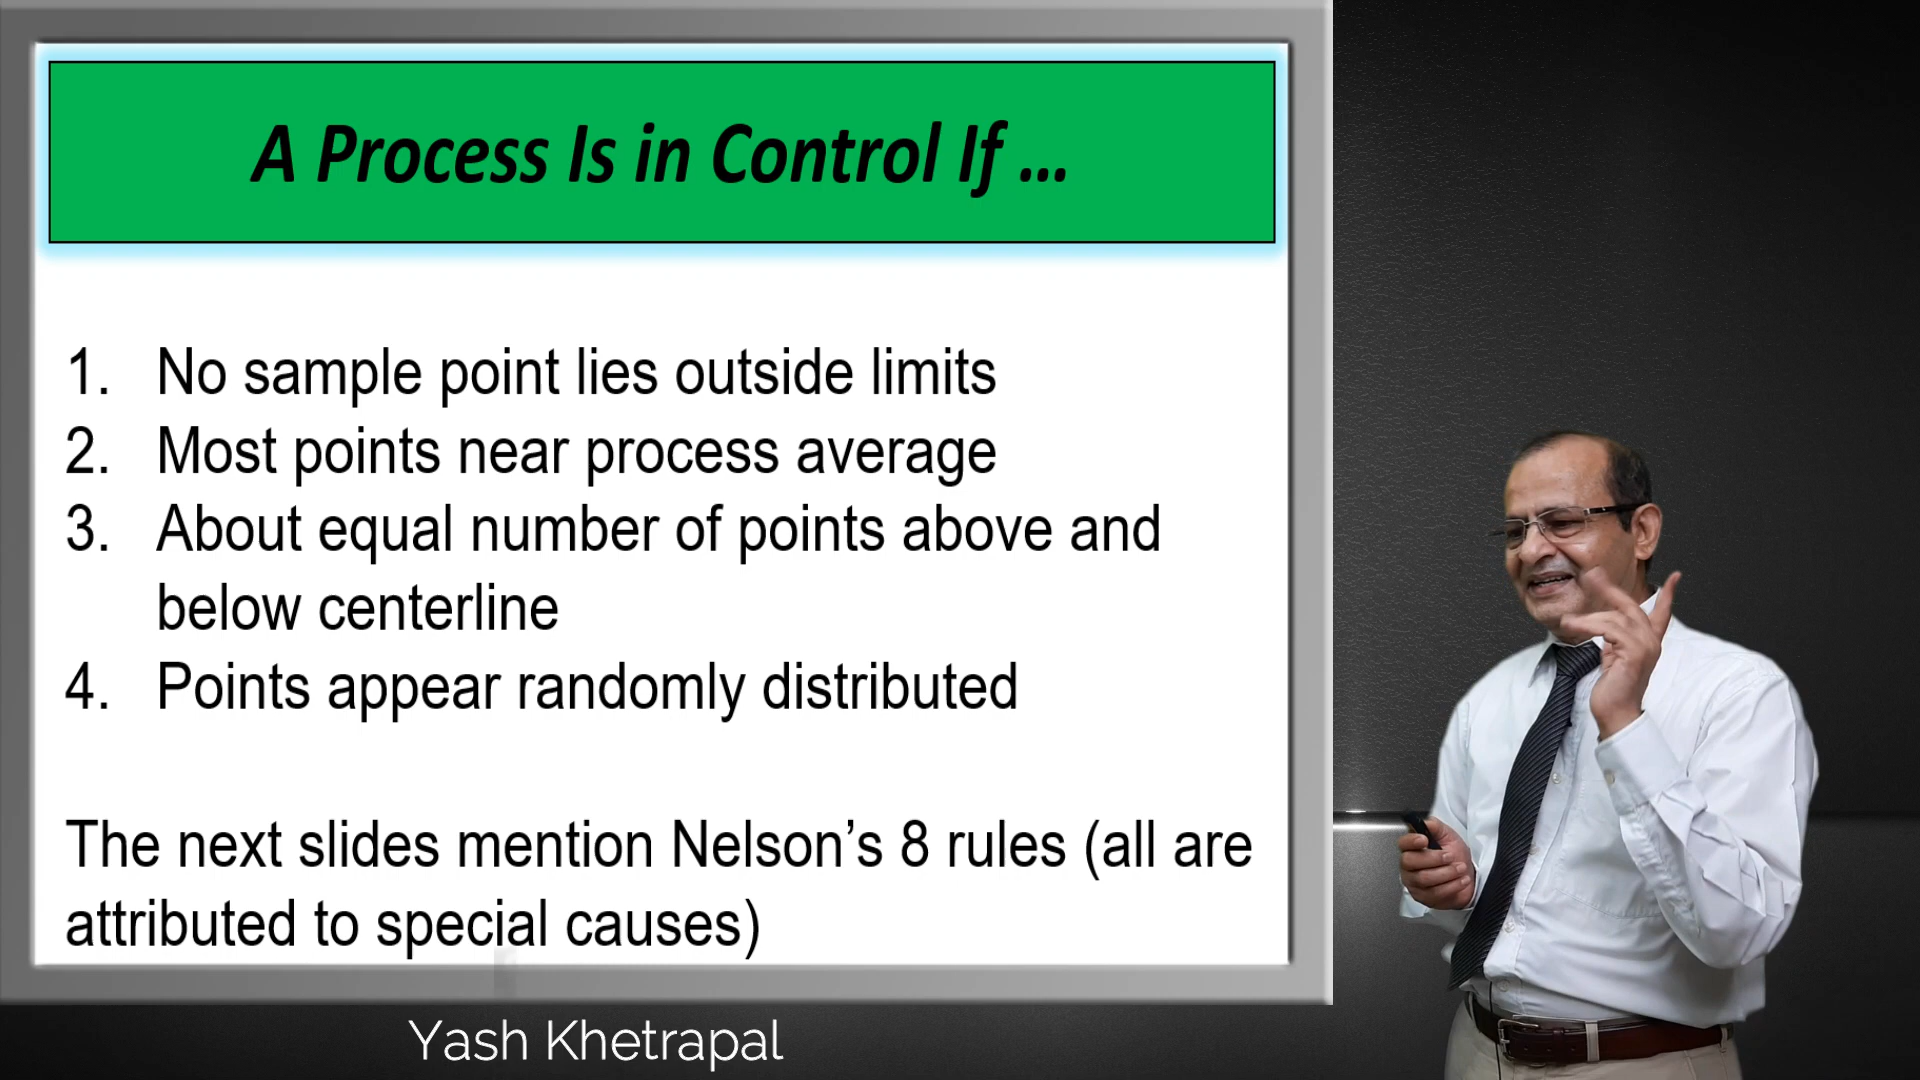 A Process Is in Control If ...
1. No sample point lies outside limits
2. Most points near process average
3. About equal number of points above and
below centerline
4. Points appear randomly distributed
The next slides mention Nelson’s 8 rules (all are
attributed to special causes)
Yash Khetrapal